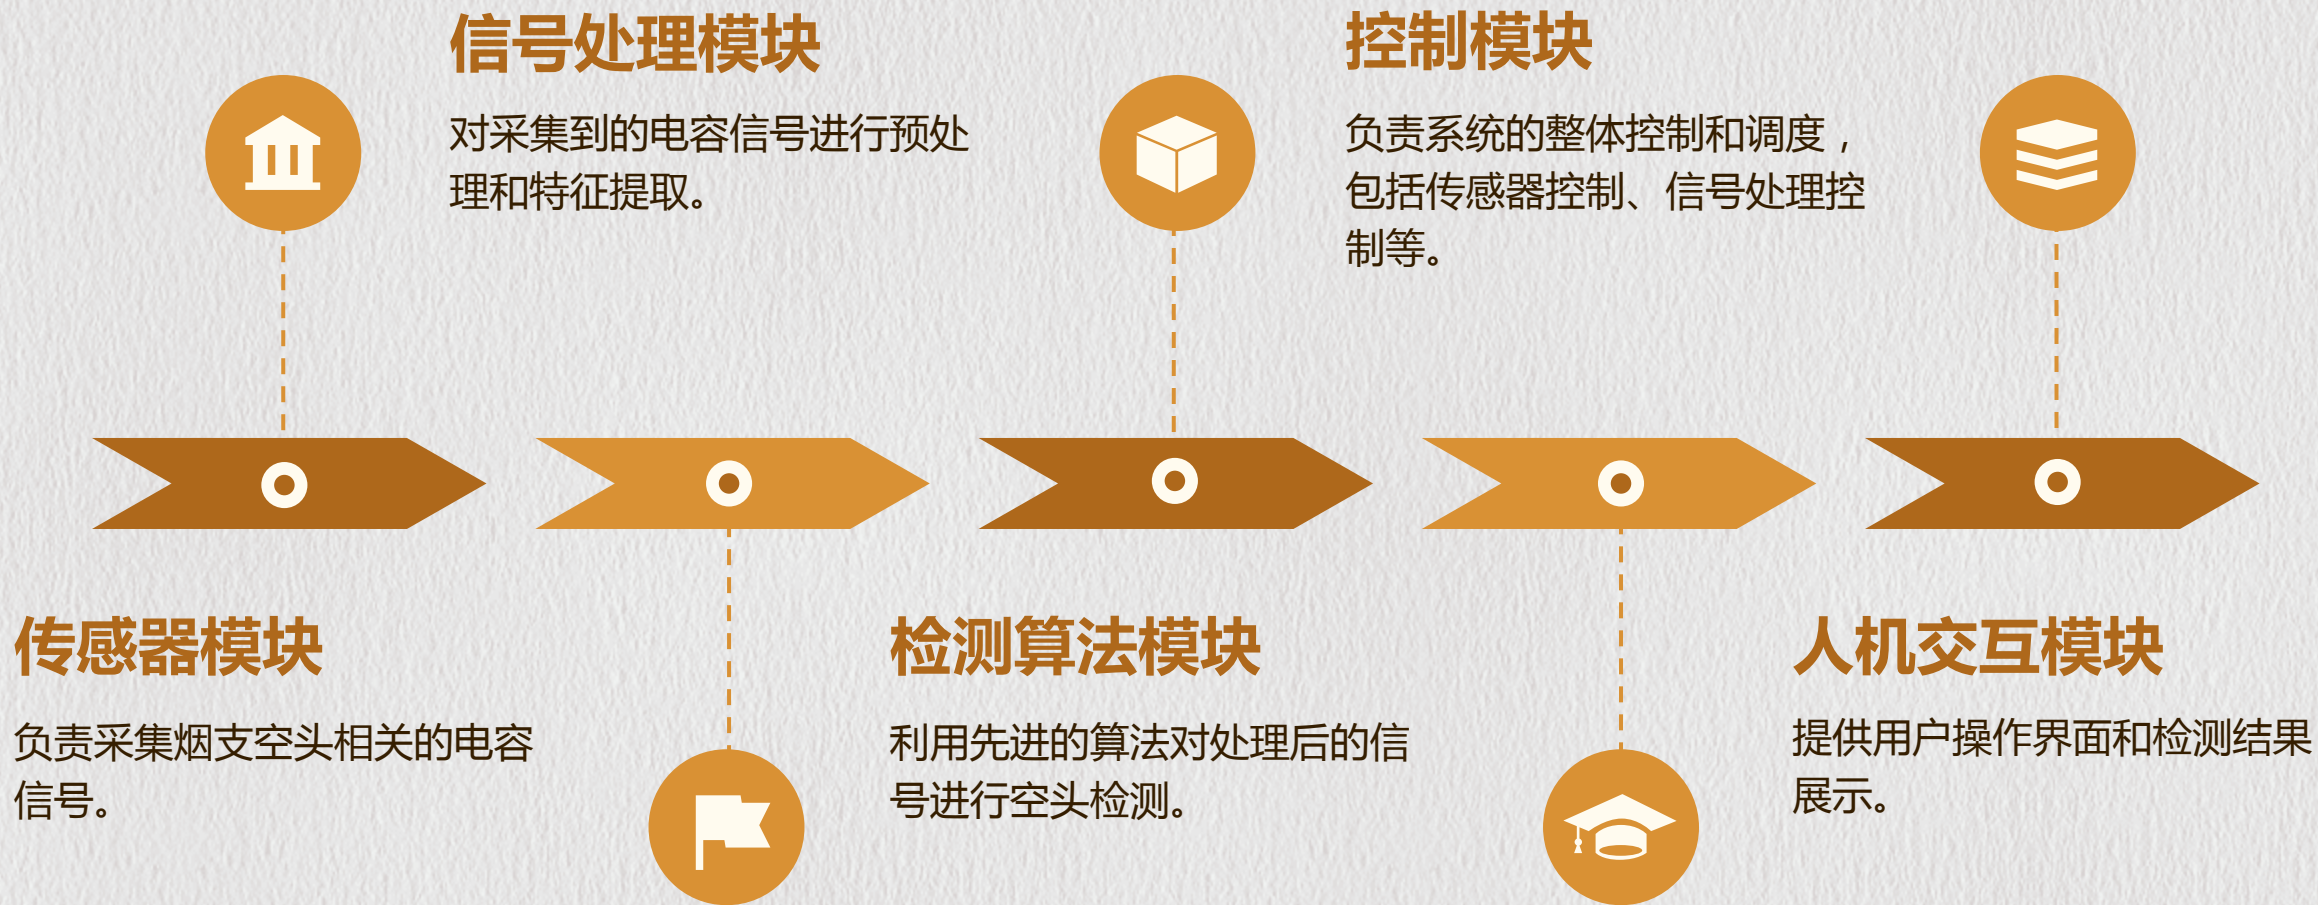 信号处理模块
对采集到的电容信号进行预处
理和特征提取。
控制模块
负责系统的整体控制和调度，
包括传感器控制、信号处理控
制等。
传感器模块
负责采集烟支空头相关的电容
信号。
检测算法模块
利用先进的算法对处理后的信
号进行空头检测。
人机交互模块
提供用户操作界面和检测结果
展示。